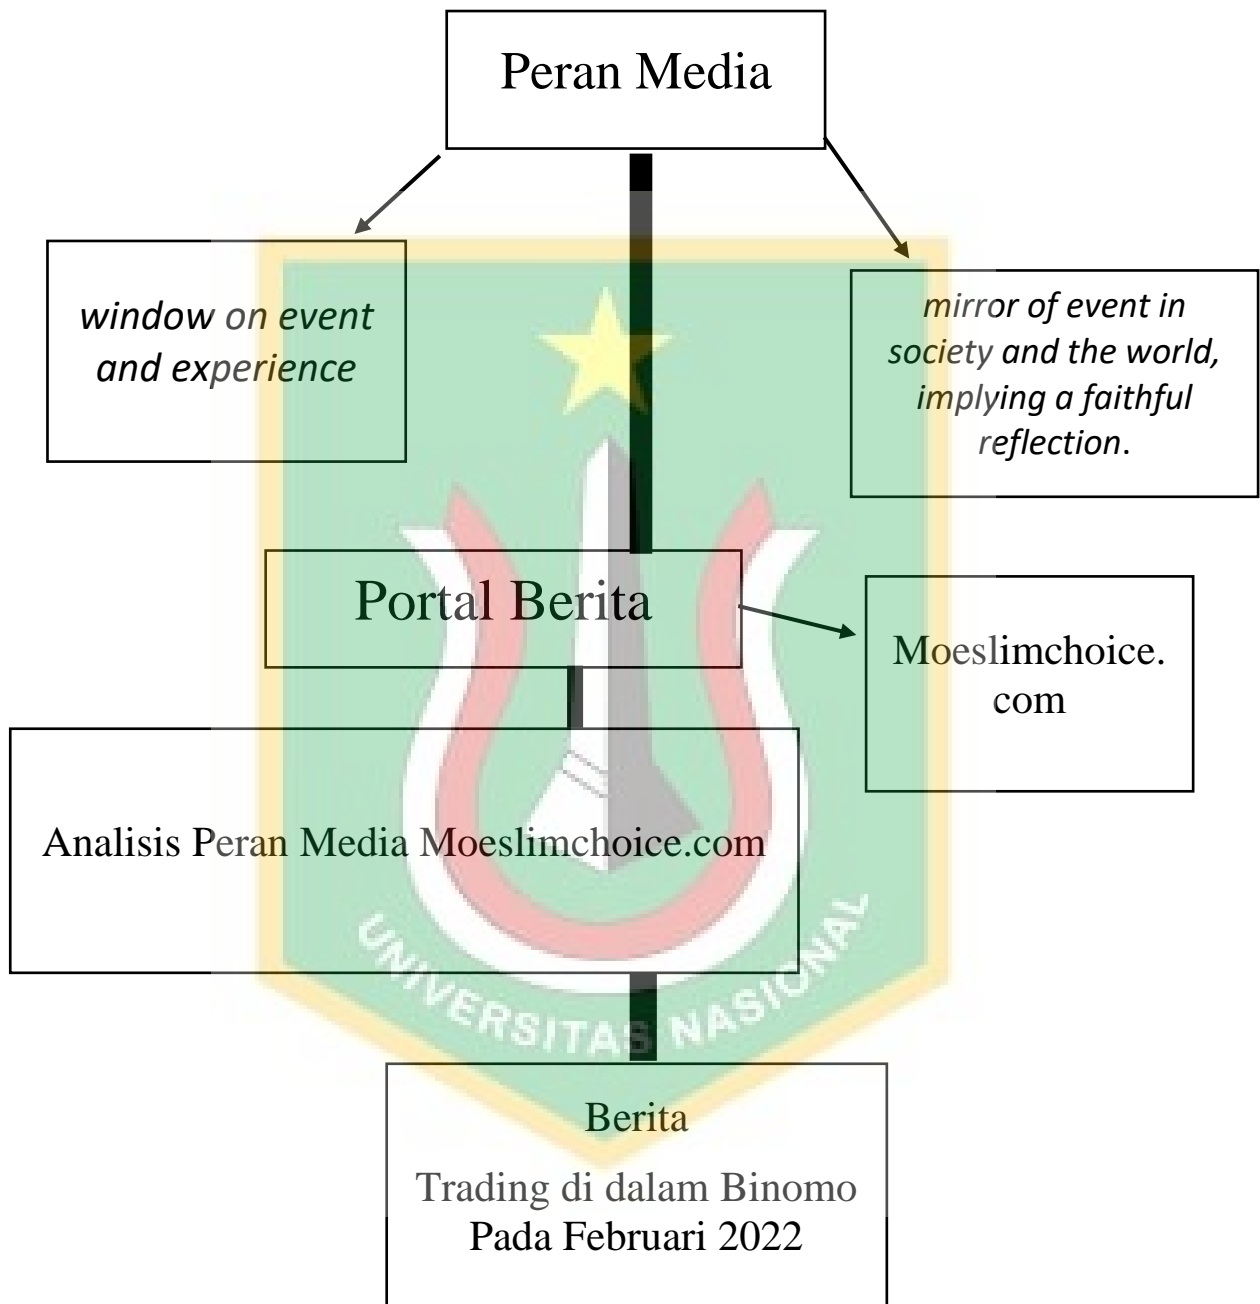 Peran Media
window on event
and experience
mirror of event in
society and the world,
implying a faithful
reflection.
Portal Berita
Moeslimchoice.
com
Analisis Peran Media Moeslimchoice.com
UNIVERSITAS NASIONAL
Berita
Trading di dalam Binomo
Pada Februari 2022